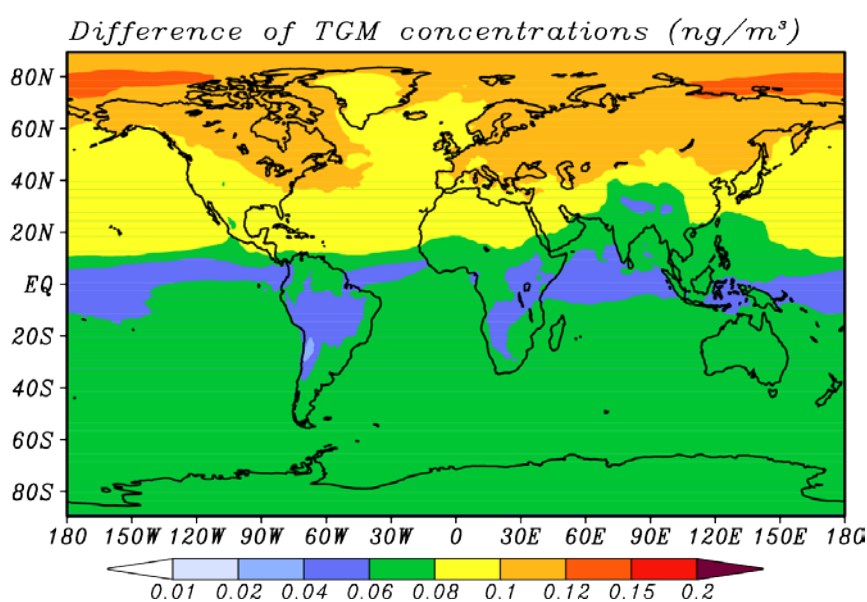 Difference of TGM concentrations (ng/m³)
80N
60N
40N
20N
EQ
20S
40S
60S
80S
180 150W 120W 90W 60W 30W 0 30E 60E 90E 120E 150E 180
0.01 0.02 0.04 0.06 0.08 0.1 0.12 0.15 0.2